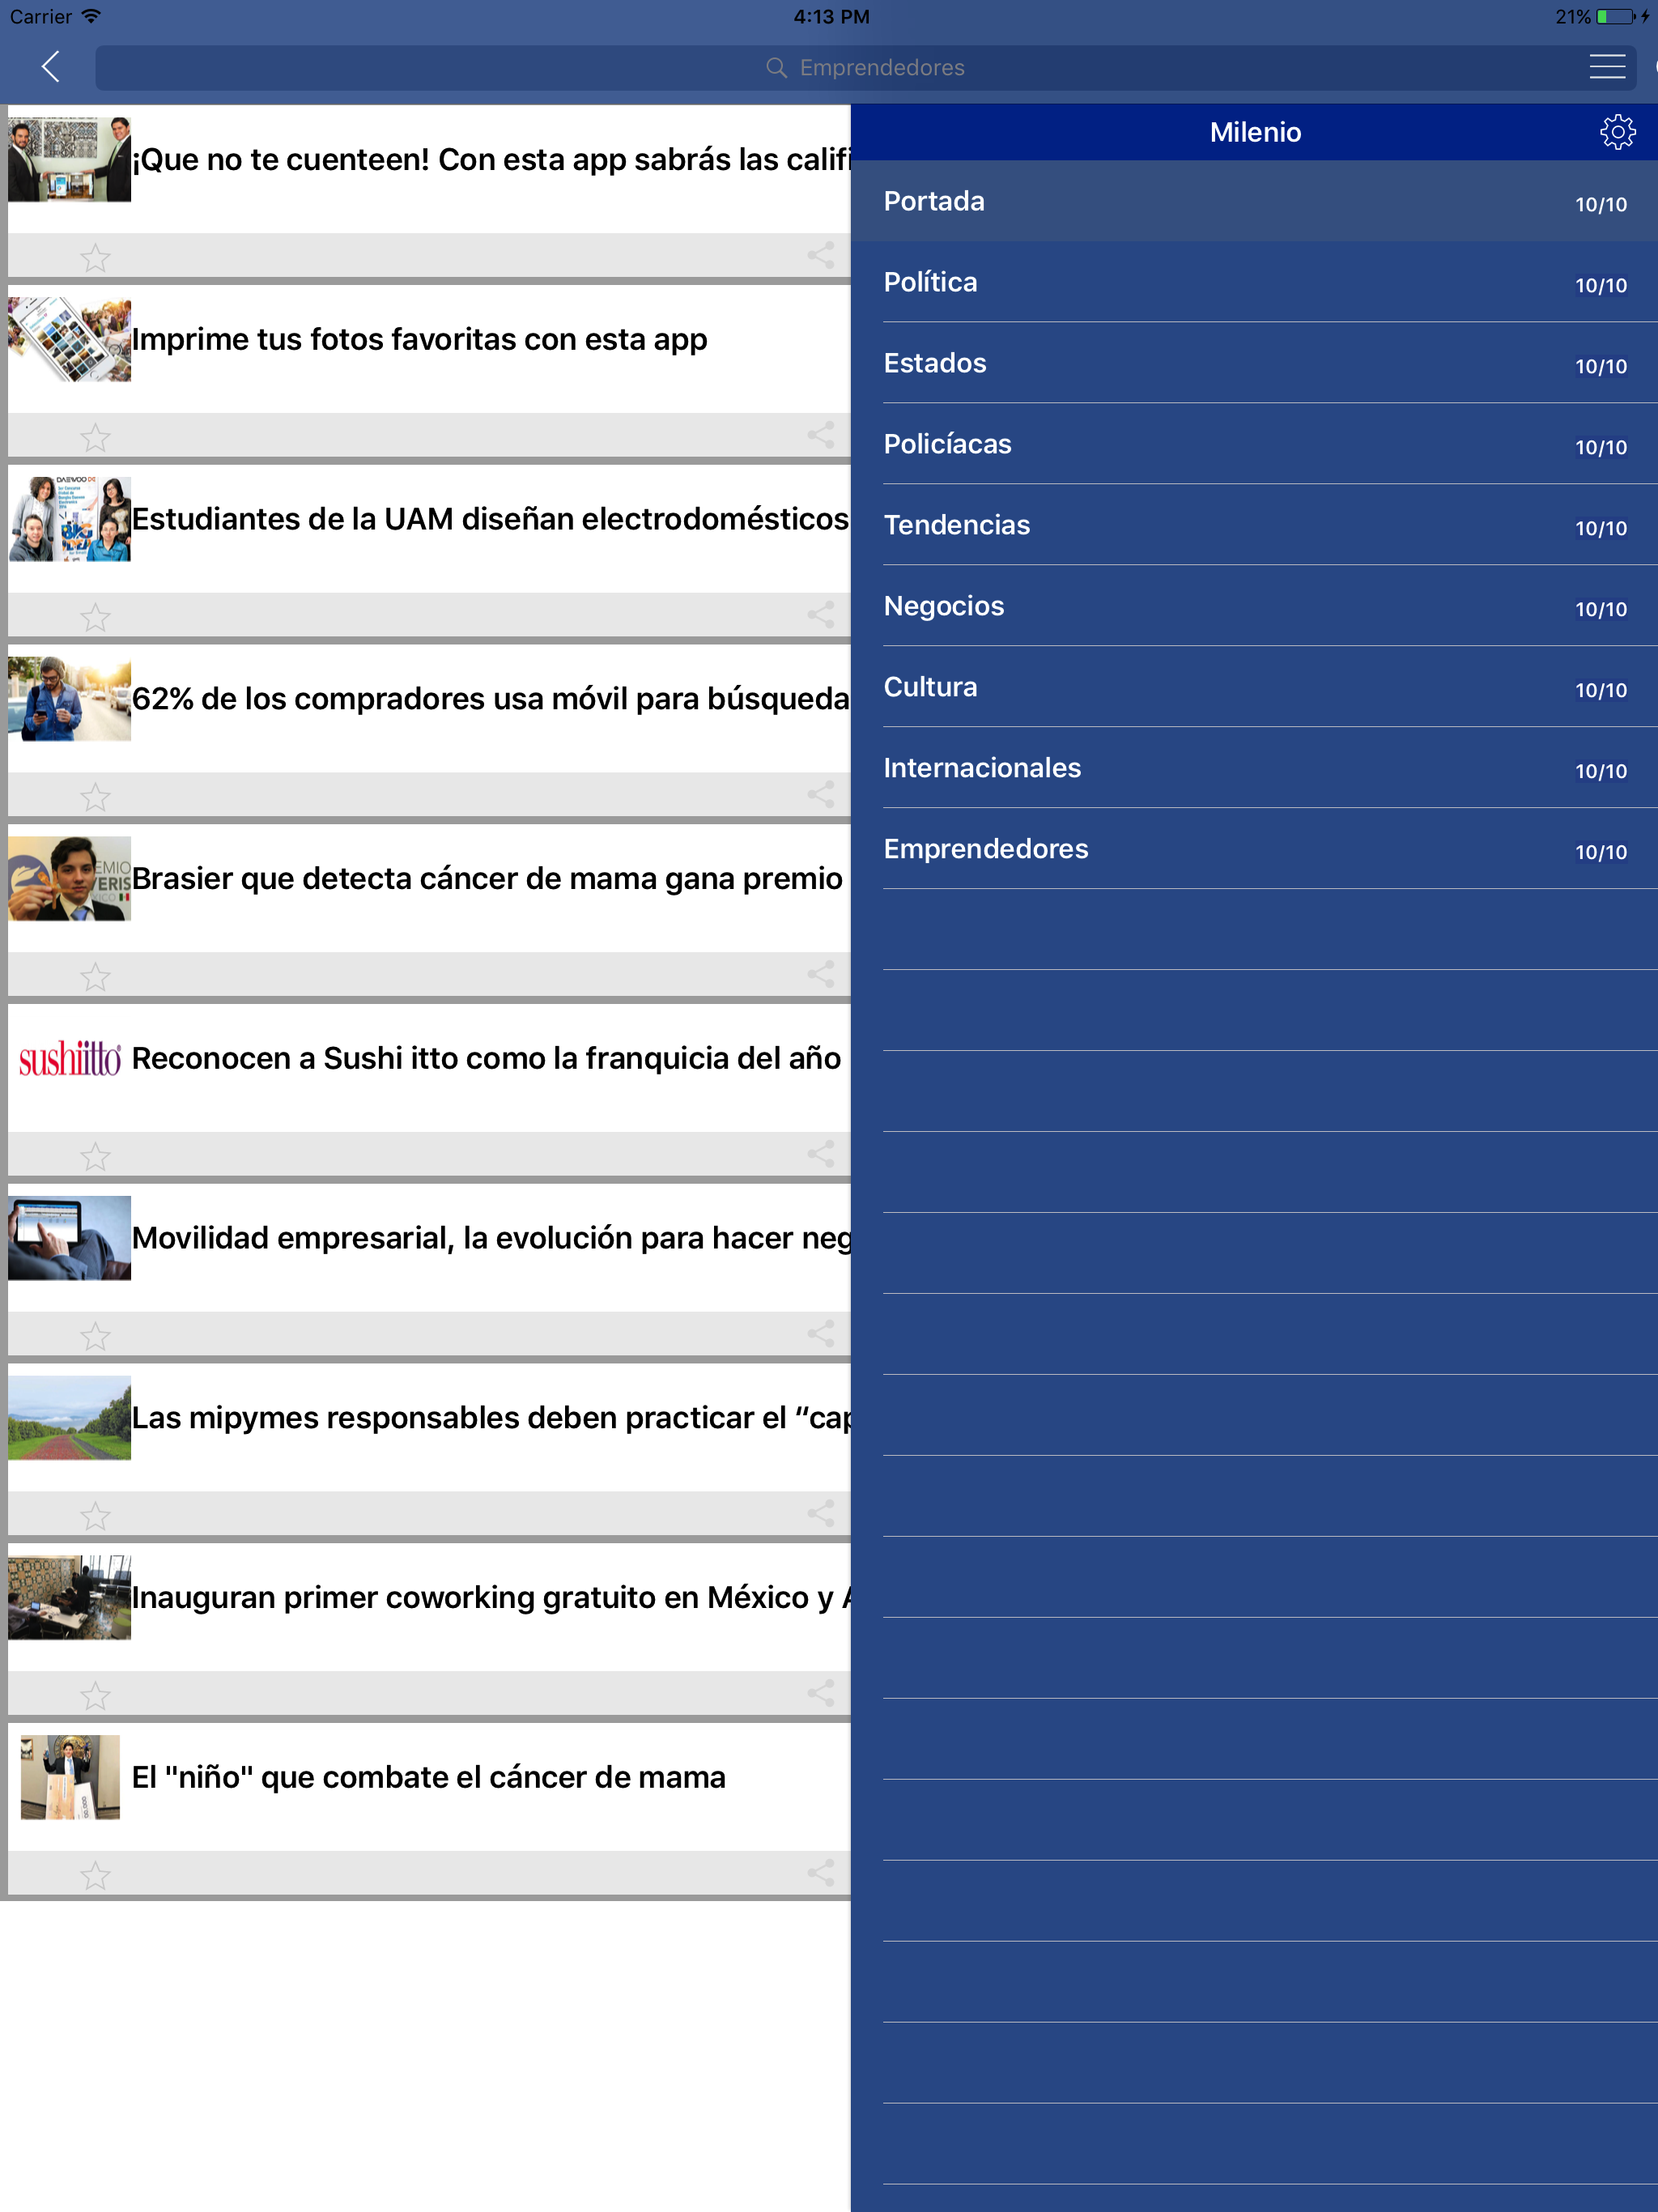 Carrier
4:13 PM
21%
Emprendedores
¡Que no te cuenteen! Con esta app sabrás las califi
Imprime tus fotos favoritas con esta app
DAEWOO
Estudiantes de la UAM diseñan electrodomésticos
62% de los compradores usa móvil para búsqueda
EMIO
YERIS
Brasier que detecta cáncer de mama gana premio
sushiitto
Reconocen a Sushi itto como la franquicia del año
Movilidad empresarial, la evolución para hacer neg
Las mipymes responsables deben practicar el “cap
Inauguran primer coworking gratuito en México y A
El "niño" que combate el cáncer de mama
Milenio
Portada 10/10
Política 10/10
Estados 10/10
Policíacas 10/10
Tendencias 10/10
Negocios 10/10
Cultura 10/10
Internacionales 10/10
Emprendedores 10/10